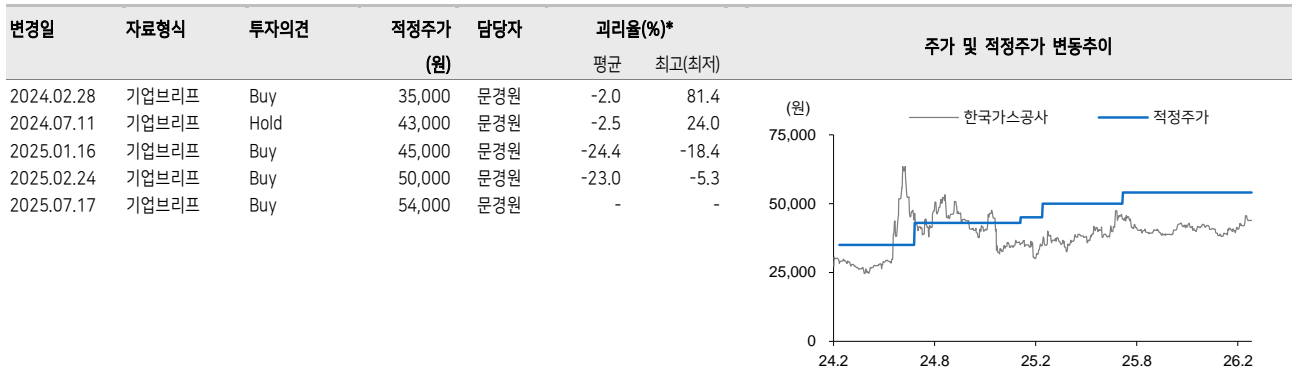 변경일 자료형식 투자의견 적정주가 담당자 괴리율(%)*
(원) 평균 최고(최저)
2024.02.28 기업브리프 Buy 35,000 문경원 -2.0 81.4
2024.07.11 기업브리프 Hold 43,000 문경원 -2.5 24.0
2025.01.16 기업브리프 Buy 45,000 문경원 -24.4 -18.4
2025.02.24 기업브리프 Buy 50,000 문경원 -23.0 -5.3
2025.07.17 기업브리프 Buy 54,000 문경원 - -
주가 및 적정주가 변동추이
(원) 한국가스공사 적정주가
75,000
50,000
25,000
0
24.2 24.8 25.2 25.8 26.2